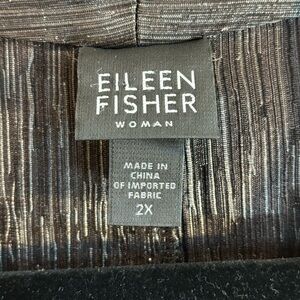 EILEEN
FISHER
WOMAN
MADE IN
CHINA
OF IMPORTED
FABRIC
2X